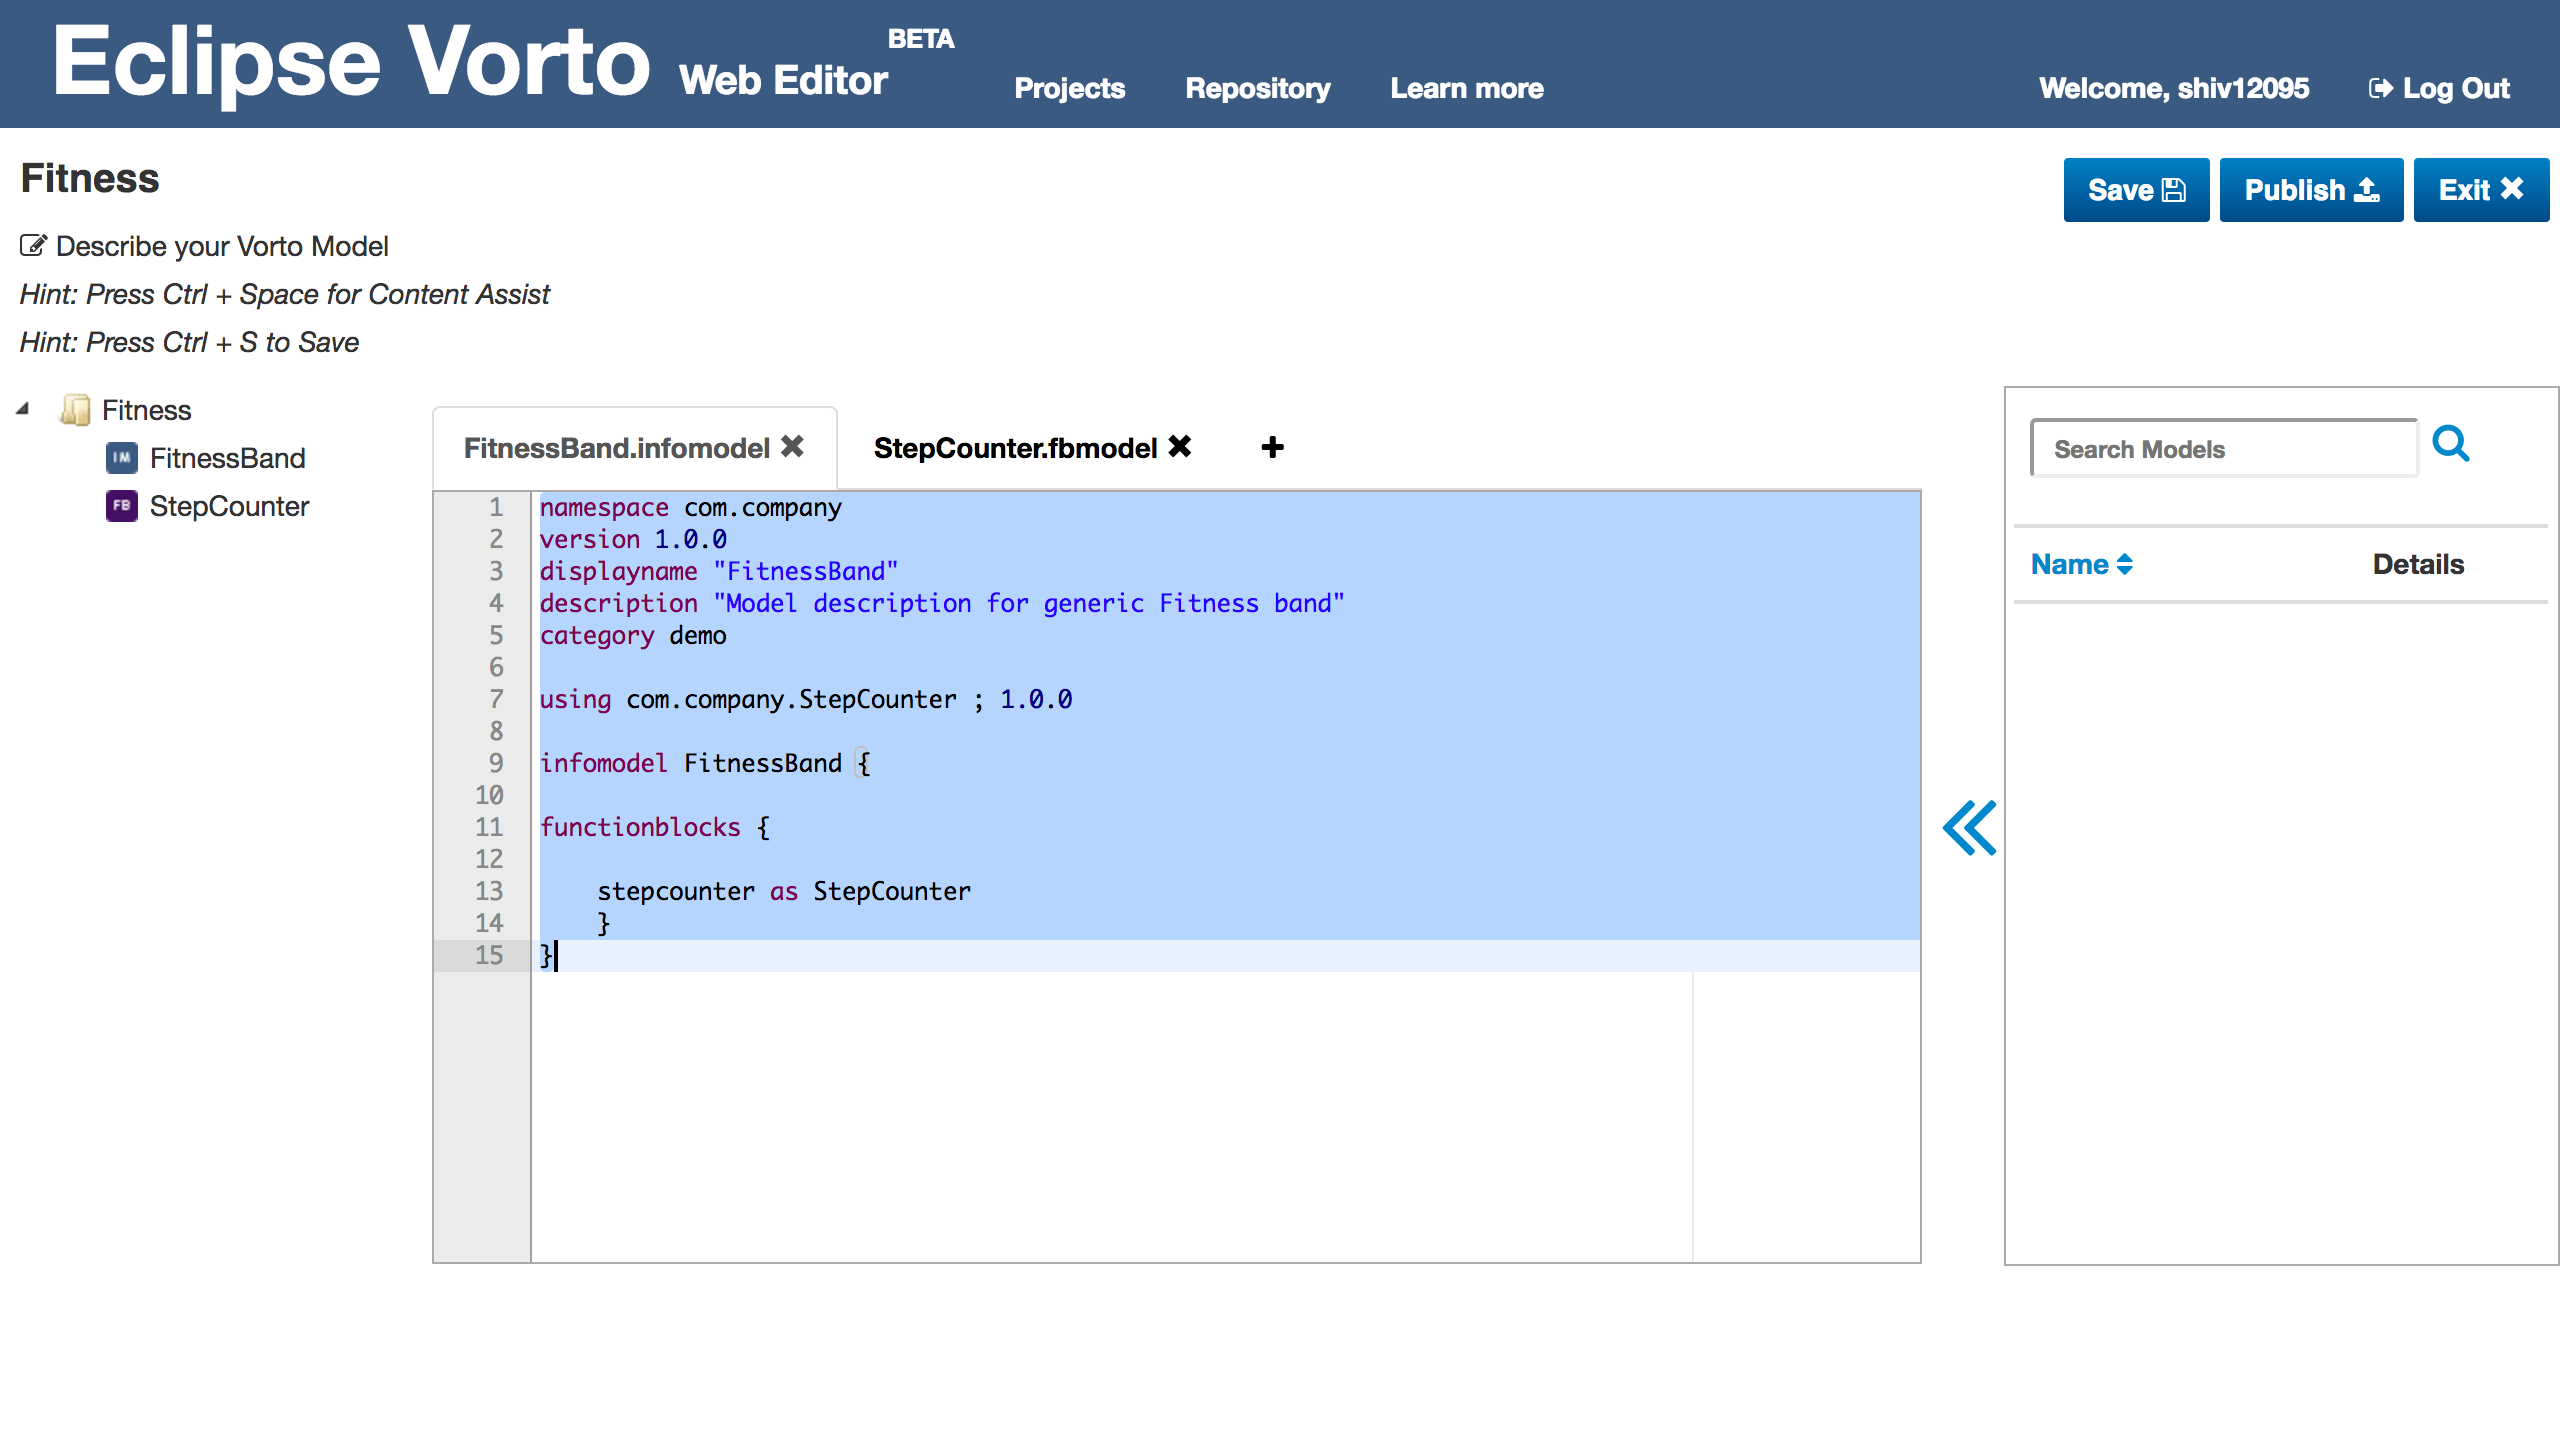 Eclipse Vorto Web Editor BETA
Projects Repository Learn more
Welcome, shiv12095 Log Out
Fitness
Save Publish Exit
Describe your Vorto Model
Hint: Press Ctrl + Space for Content Assist
Hint: Press Ctrl + S to Save
Fitness
IM FitnessBand
FB StepCounter
FitnessBand.infomodel StepCounter.fbmodel +
1 namespace com.company
2 version 1.0.0
3 displayname "FitnessBand"
4 description "Model description for generic Fitness band"
5 category demo
6
7 using com.company.StepCounter ; 1.0.0
8
9 infomodel FitnessBand {
10
11 functionblocks {
12
13 stepcounter as StepCounter
14 }
15 }
Search Models
Name Details